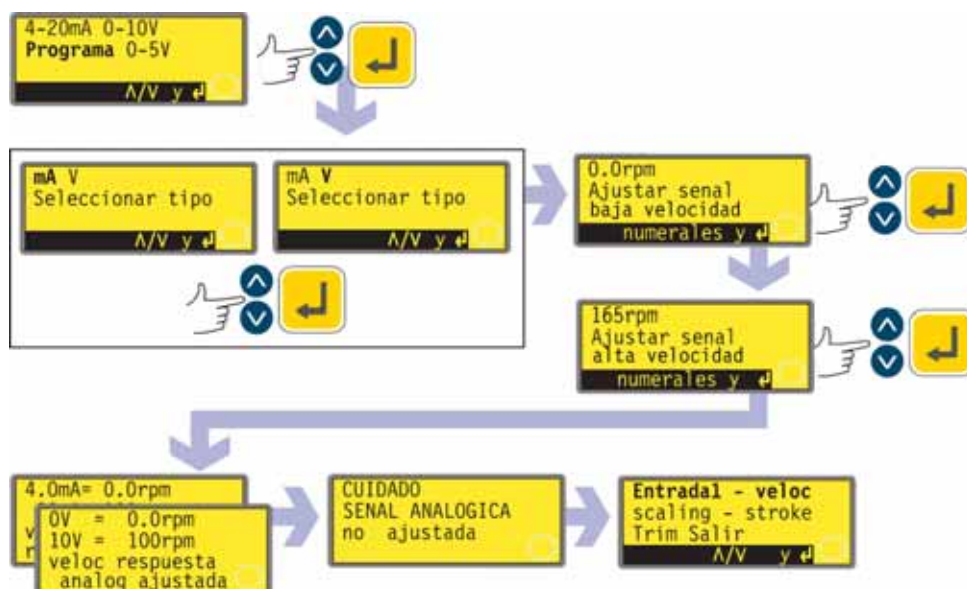 4-20mA 0-10V
Programa 0-5V
Λ/V y ↲
mA V
Seleccionar tipo
Λ/V y ↲
mA V
Seleccionar tipo
Λ/V y ↲
0.0rpm
Ajustar senal
baja velocidad
numerales y ↲
165rpm
Ajustar senal
alta velocidad
numerales y ↲
4.0mA= 0.0rpm
v
r
0V = 0.0rpm
10V = 100rpm
veloc respuesta
analog ajustada
CUIDADO
SENAL ANALOGICA
no ajustada
Entrada1 - veloc
scaling - stroke
Trim Salir
Λ/V y ↲